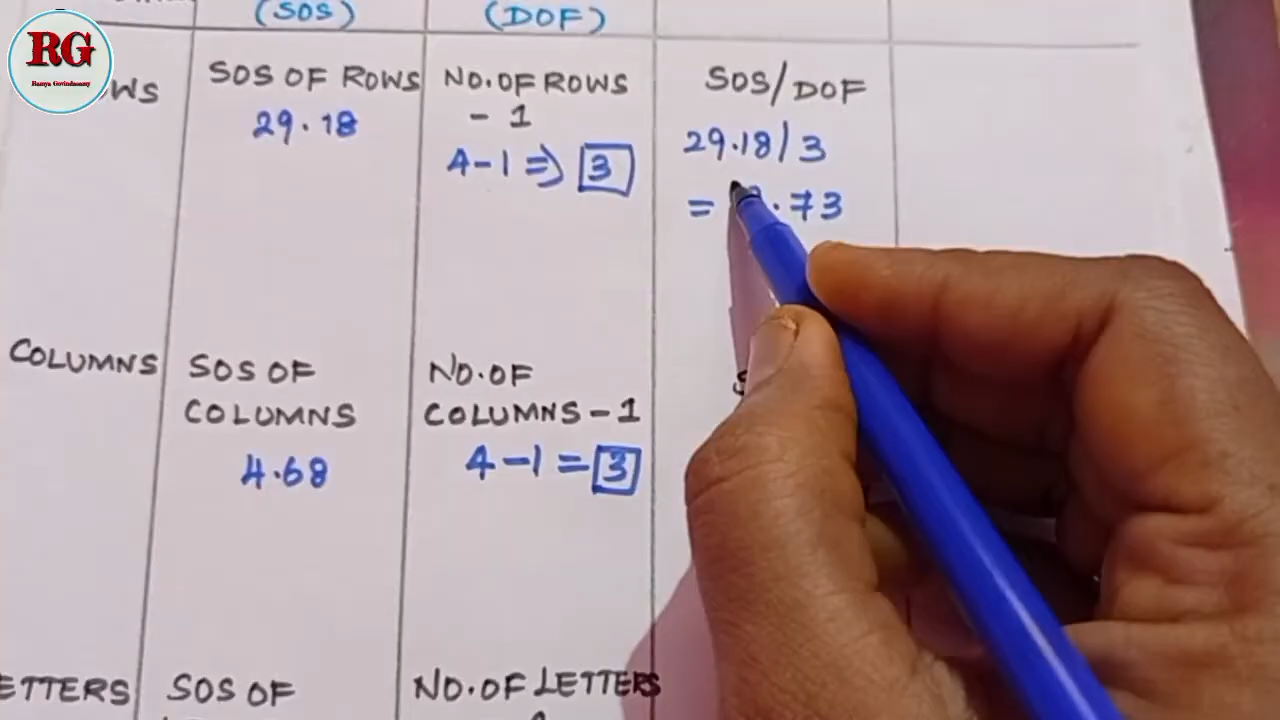 RG
Ramya Govindasamy
(SOS)
(DOF)
SOS OF ROWS
29.18
NO. OF ROWS
- 1
4-1 => 3
SOS/DOF
29.18/3
= .73
COLUMNS
SOS OF
COLUMNS
4.68
NO. OF
COLUMNS - 1
4-1 = 3
ETTERS
SOS OF
NO. OF LETTERS